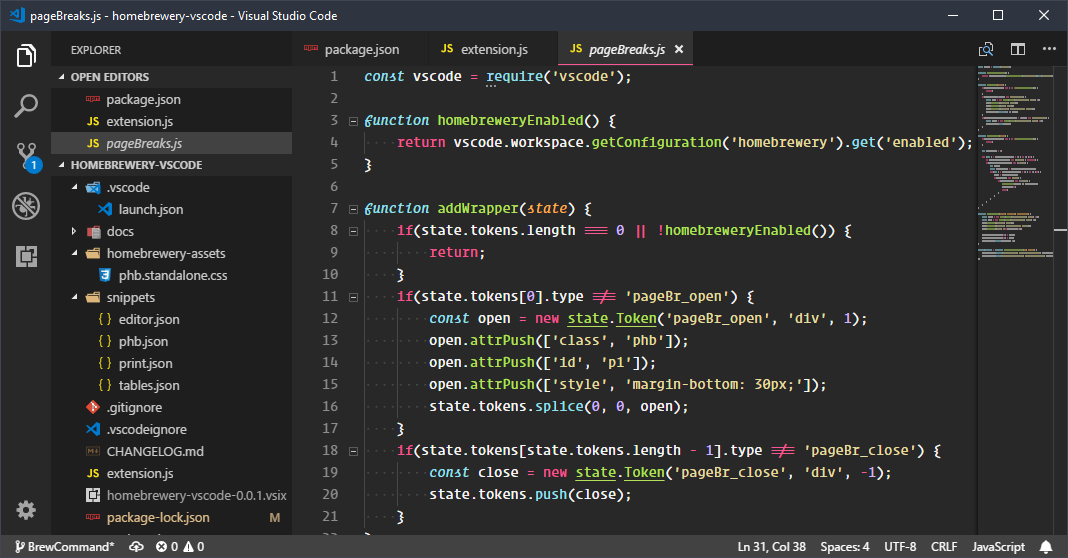 pageBreaks.js - homebrewery-vscode - Visual Studio Code
EXPLORER
OPEN EDITORS
package.json
JS extension.js
JS pageBreaks.js
1
HOMEBREWERY-VSCODE
.vscode
launch.json
docs
homebrewery-assets
phb.standalone.css
snippets
{ } editor.json
{ } phb.json
{ } print.json
{ } tables.json
.gitignore
.vscodeignore
CHANGELOG.md
JS extension.js
homebrewery-vscode-0.0.1.vsix
package-lock.json M
package.json
JS extension.js
JS pageBreaks.js ×
1 const vscode = require('vscode');
2
3 function homebreweryEnabled() {
4     return vscode.workspace.getConfiguration('homebrewery').get('enabled');
5 }
6
7 function addWrapper(state) {
8     if(state.tokens.length === 0 || !homebreweryEnabled()) {
9         return;
10     }
11     if(state.tokens[0].type !== 'pageBr_open') {
12         const open = new state.Token('pageBr_open', 'div', 1);
13         open.attrPush(['class', 'phb']);
14         open.attrPush(['id', 'p1']);
15         open.attrPush(['style', 'margin-bottom: 30px;']);
16         state.tokens.splice(0, 0, open);
17     }
18     if(state.tokens[state.tokens.length - 1].type !== 'pageBr_close') {
19         const close = new state.Token('pageBr_close', 'div', -1);
20         state.tokens.push(close);
21     }
BrewCommand* 0 0 Ln 31, Col 38 Spaces: 4 UTF-8 CRLF JavaScript